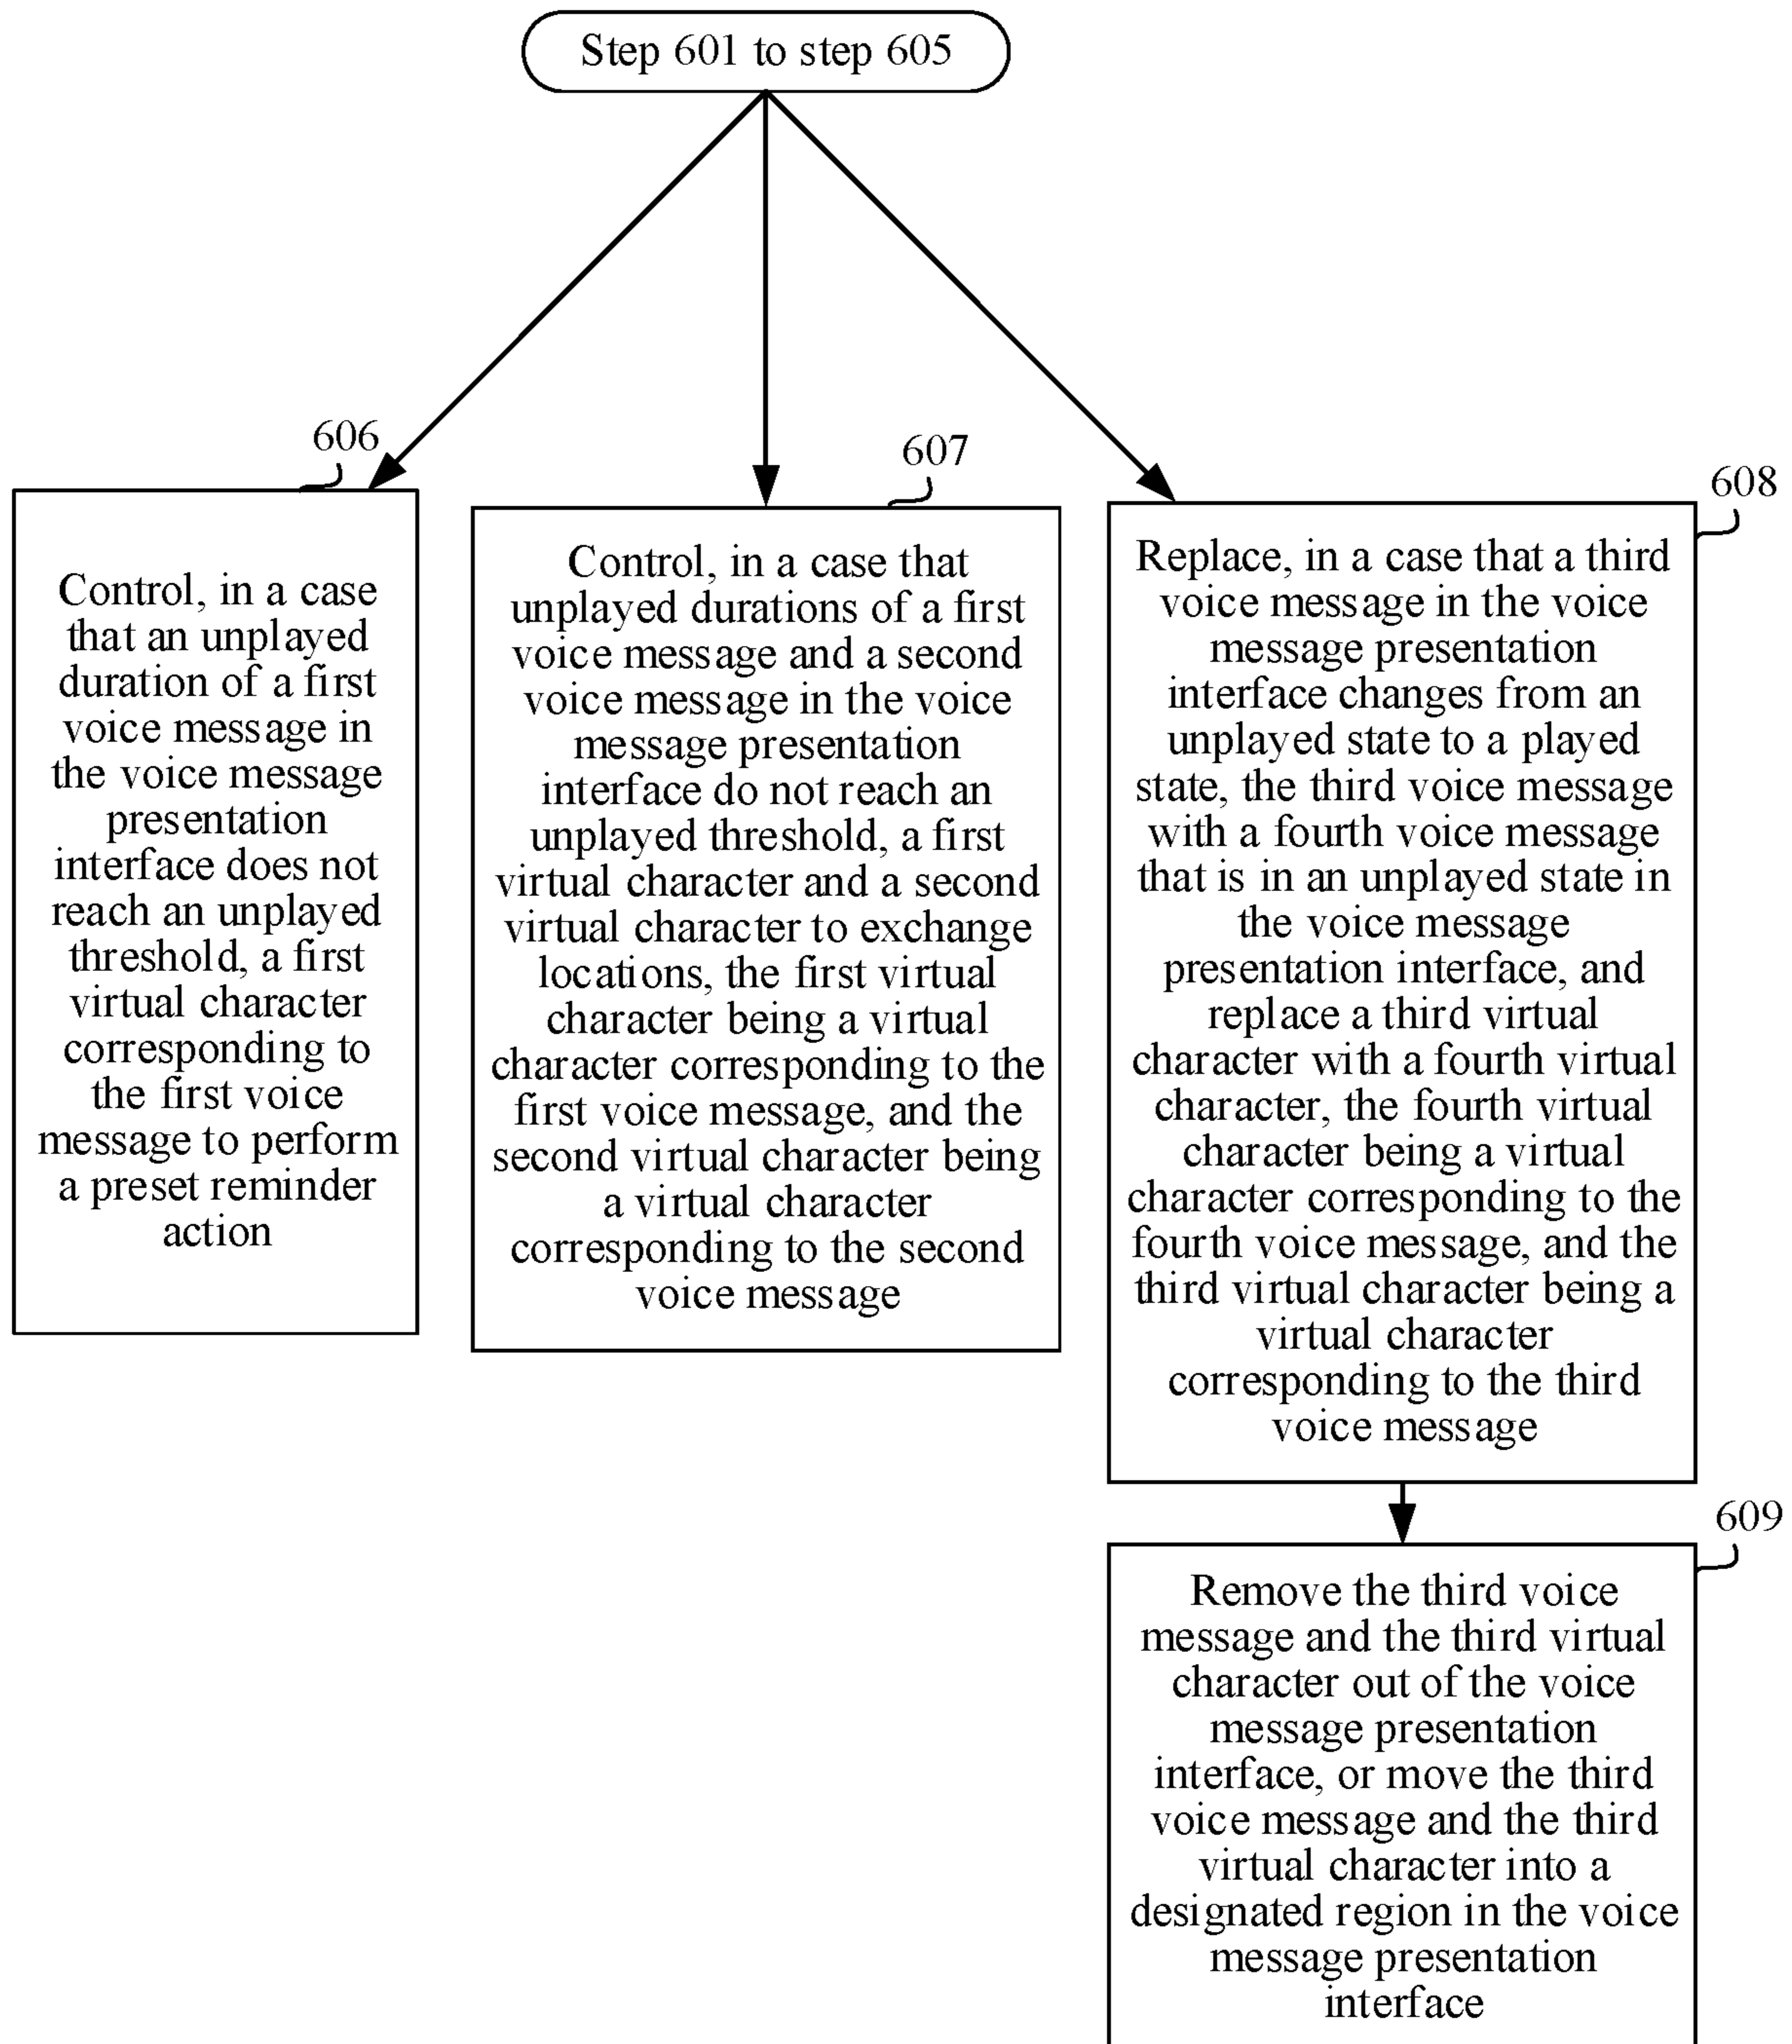 Step 601 to step 605
606
Control, in a case
that an unplayed
duration of a first
voice message in
the voice message
presentation
interface does not
reach an unplayed
threshold, a first
virtual character
corresponding to
the first voice
message to perform
a preset reminder
action
607
Control, in a case that
unplayed durations of a first
voice message and a second
voice message in the voice
message presentation
interface do not reach an
unplayed threshold, a first
virtual character and a second
virtual character to exchange
locations, the first virtual
character being a virtual
character corresponding to the
first voice message, and the
second virtual character being
a virtual character
corresponding to the second
voice message
608
Replace, in a case that a third
voice message in the voice
message presentation
interface changes from an
unplayed state to a played
state, the third voice message
with a fourth voice message
that is in an unplayed state in
the voice message
presentation interface, and
replace a third virtual
character with a fourth virtual
character, the fourth virtual
character being a virtual
character corresponding to the
fourth voice message, and the
third virtual character being a
virtual character
corresponding to the third
voice message
609
Remove the third voice
message and the third virtual
character out of the voice
message presentation
interface, or move the third
voice message and the third
virtual character into a
designated region in the voice
message presentation
interface